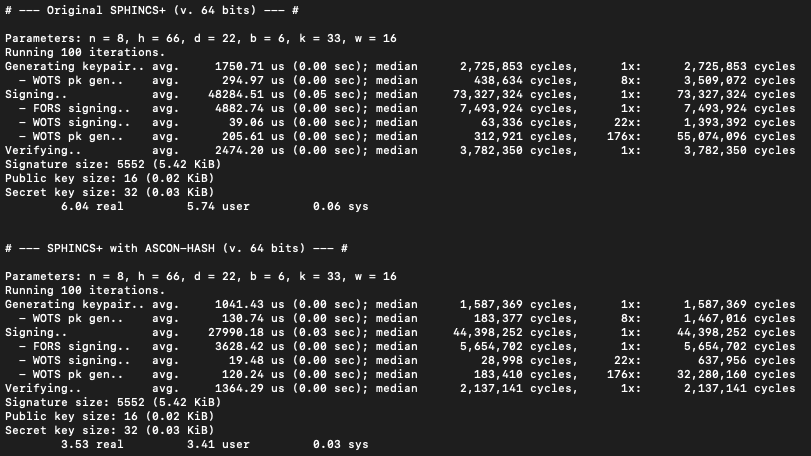 # --- Original SPHINCS+ (v. 64 bits) --- #
Parameters: n = 8, h = 66, d = 22, b = 6, k = 33, w = 16
Running 100 iterations.
Generating keypair.. avg. 1750.71 us (0.00 sec); median 2,725,853 cycles, 1x: 2,725,853 cycles
- WOTS pk gen.. avg. 294.97 us (0.00 sec); median 438,634 cycles, 8x: 3,509,072 cycles
Signing.. avg. 48284.51 us (0.05 sec); median 73,327,324 cycles, 1x: 73,327,324 cycles
- FORS signing.. avg. 4882.74 us (0.00 sec); median 7,493,924 cycles, 1x: 7,493,924 cycles
- WOTS signing.. avg. 39.06 us (0.00 sec); median 63,336 cycles, 22x: 1,393,392 cycles
- WOTS pk gen.. avg. 205.61 us (0.00 sec); median 312,921 cycles, 176x: 55,074,096 cycles
Verifying.. avg. 2474.20 us (0.00 sec); median 3,782,350 cycles, 1x: 3,782,350 cycles
Signature size: 5552 (5.42 KiB)
Public key size: 16 (0.02 KiB)
Secret key size: 32 (0.03 KiB)
6.04 real 5.74 user 0.06 sys
# --- SPHINCS+ with ASCON-HASH (v. 64 bits) --- #
Parameters: n = 8, h = 66, d = 22, b = 6, k = 33, w = 16
Running 100 iterations.
Generating keypair.. avg. 1041.43 us (0.00 sec); median 1,587,369 cycles, 1x: 1,587,369 cycles
- WOTS pk gen.. avg. 130.74 us (0.00 sec); median 183,377 cycles, 8x: 1,467,016 cycles
Signing.. avg. 27990.18 us (0.03 sec); median 44,398,252 cycles, 1x: 44,398,252 cycles
- FORS signing.. avg. 3628.42 us (0.00 sec); median 5,654,702 cycles, 1x: 5,654,702 cycles
- WOTS signing.. avg. 19.48 us (0.00 sec); median 28,998 cycles, 22x: 637,956 cycles
- WOTS pk gen.. avg. 120.24 us (0.00 sec); median 183,410 cycles, 176x: 32,280,160 cycles
Verifying.. avg. 1364.29 us (0.00 sec); median 2,137,141 cycles, 1x: 2,137,141 cycles
Signature size: 5552 (5.42 KiB)
Public key size: 16 (0.02 KiB)
Secret key size: 32 (0.03 KiB)
3.53 real 3.41 user 0.03 sys